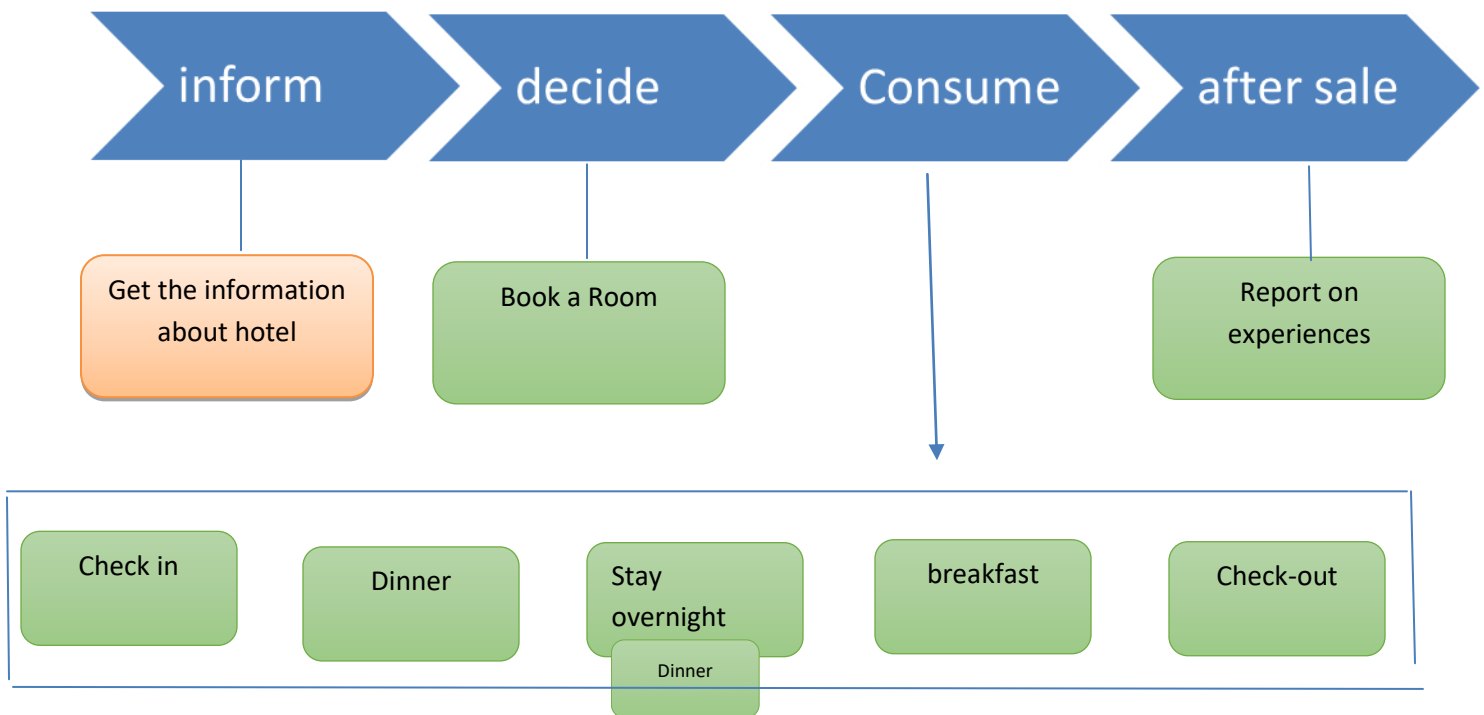 inform
decide
Consume
after sale
Get the information
about hotel
Book a Room
Report on
experiences
Check in
Dinner
Stay
overnight
breakfast
Check-out
Dinner